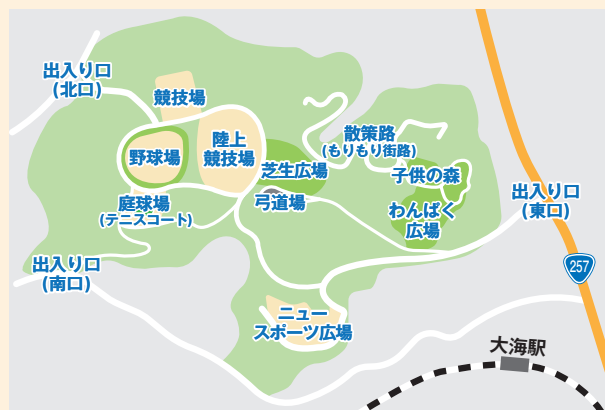 出入り口
(北口)
競技場
陸上
競技場
野球場
散策路
(もりもり街路)
芝生広場
子供の森
庭球場
(テニスコート)
弓道場
わんぱく
広場
出入り口
(東口)
出入り口
(南口)
257
ニュー
スポーツ広場
大海駅